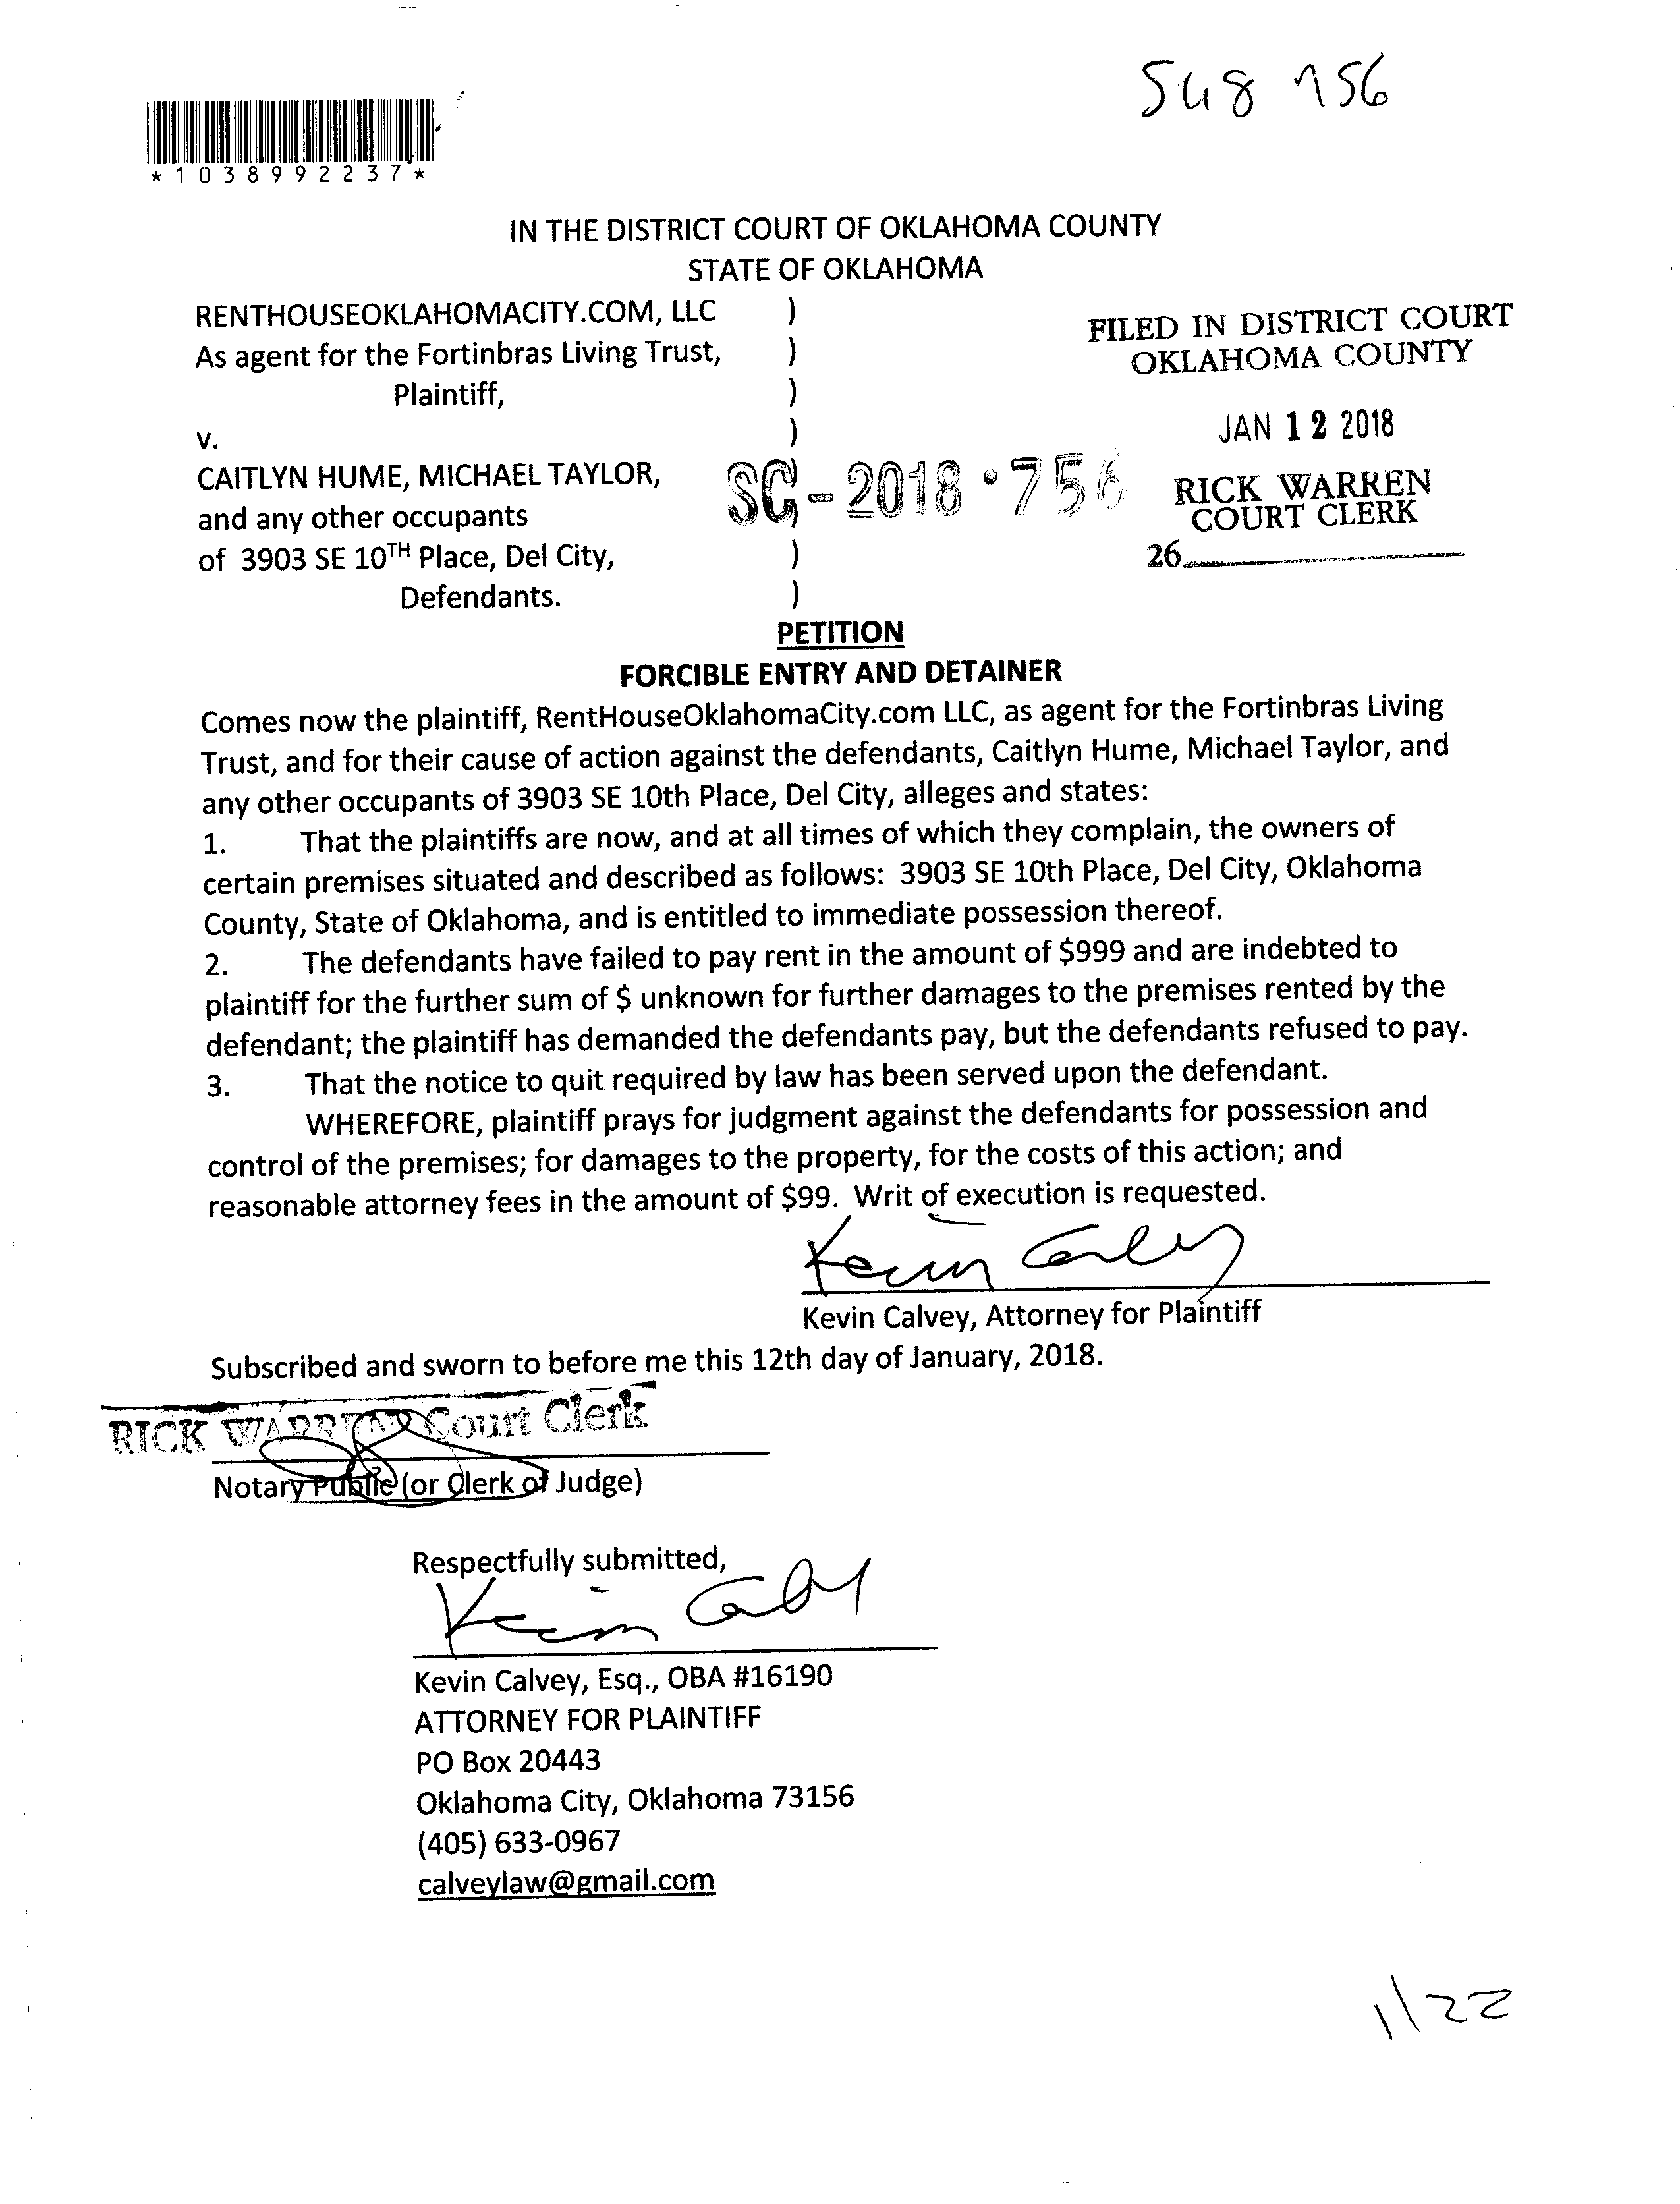 *1038992237*
IN THE DISTRICT COURT OF OKLAHOMA COUNTY
STATE OF OKLAHOMA
RENTHOUSEOKLAHOMACITY.COM, LLC )
As agent for the Fortinbras Living Trust, )
Plaintiff, )
v. )
CAITLYN HUME, MICHAEL TAYLOR, )
and any other occupants
of 3903 SE 10TH Place, Del City, )
Defendants. )
FILED IN DISTRICT COURT
OKLAHOMA COUNTY
JAN 12 2018
SC-2018·756
RICK WARREN
COURT CLERK
26
PETITION
FORCIBLE ENTRY AND DETAINER
Comes now the plaintiff, RentHouseOklahomaCity.com LLC, as agent for the Fortinbras Living
Trust, and for their cause of action against the defendants, Caitlyn Hume, Michael Taylor, and
any other occupants of 3903 SE 10th Place, Del City, alleges and states:
1. That the plaintiffs are now, and at all times of which they complain, the owners of
certain premises situated and described as follows: 3903 SE 10th Place, Del City, Oklahoma
County, State of Oklahoma, and is entitled to immediate possession thereof.
2. The defendants have failed to pay rent in the amount of $999 and are indebted to
plaintiff for the further sum of $ unknown for further damages to the premises rented by the
defendant; the plaintiff has demanded the defendants pay, but the defendants refused to pay.
3. That the notice to quit required by law has been served upon the defendant.
WHEREFORE, plaintiff prays for judgment against the defendants for possession and
control of the premises; for damages to the property, for the costs of this action; and
reasonable attorney fees in the amount of $99. Writ of execution is requested.
Kevin Calvey
Kevin Calvey, Attorney for Plaintiff
Subscribed and sworn to before me this 12th day of January, 2018.
RICK WARREN Court Clerk
Notary Public (or Clerk of Judge)
Respectfully submitted,
Kevin Calvey
Kevin Calvey, Esq., OBA #16190
ATTORNEY FOR PLAINTIFF
PO Box 20443
Oklahoma City, Oklahoma 73156
(405) 633-0967
calveylaw@gmail.com
1/22